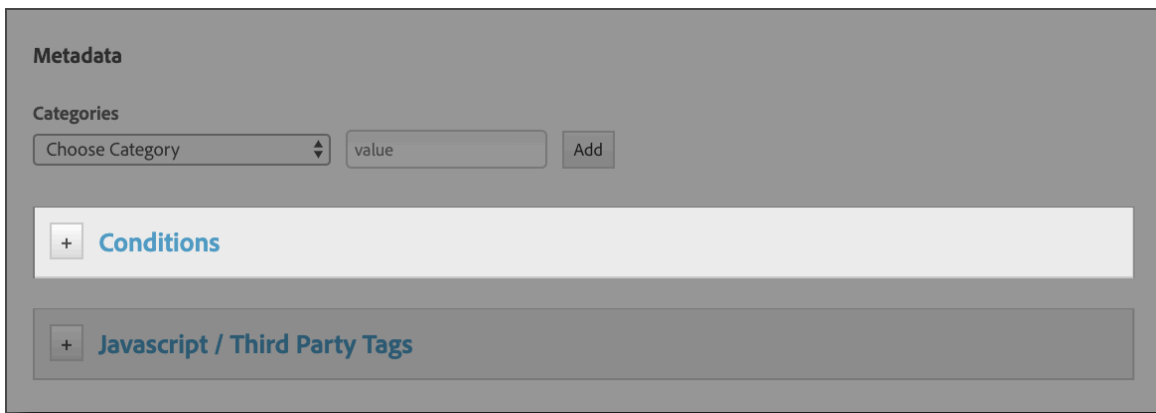 Metadata
Categories
Choose Category value Add
+ Conditions
+ Javascript / Third Party Tags